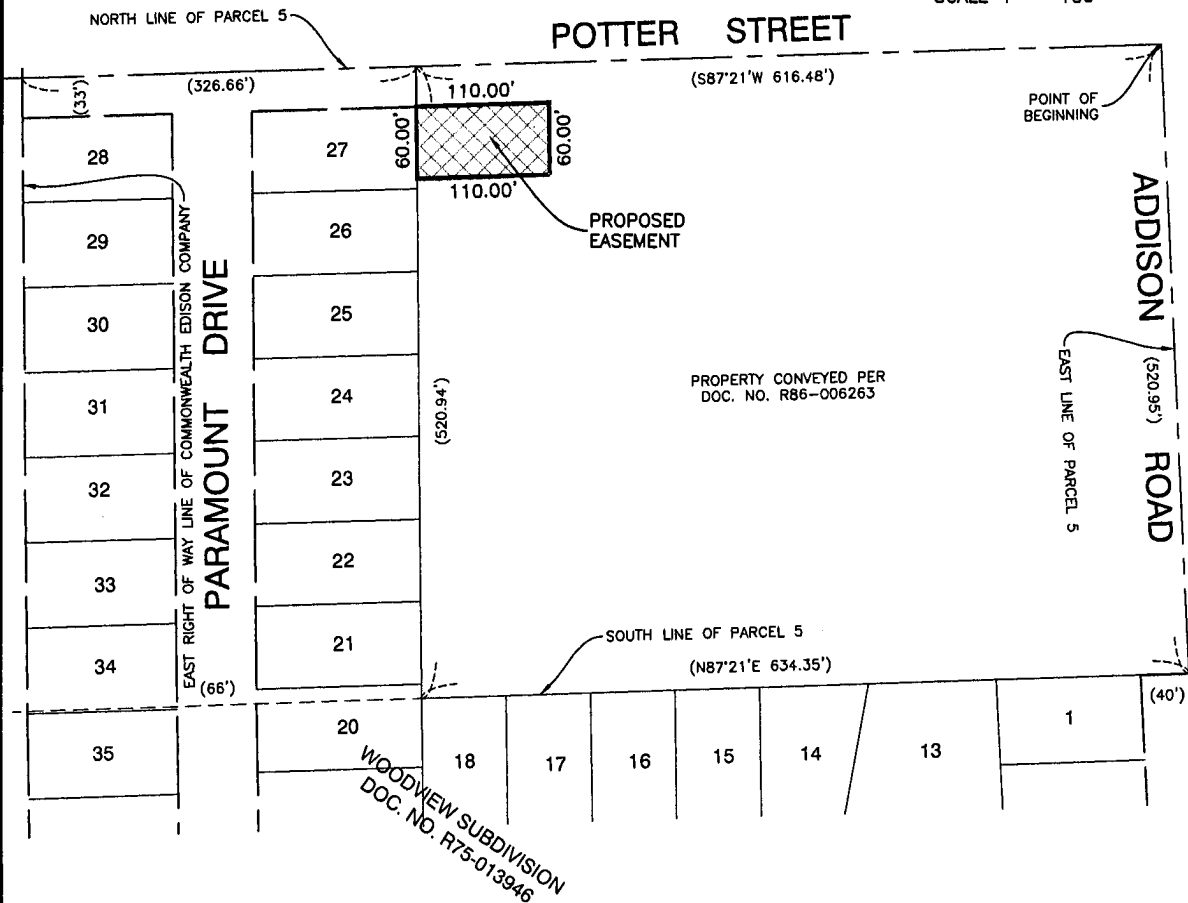 NORTH LINE OF PARCEL 5
POTTER STREET
(33')
(326.66')
(S87°21'W 616.48')
POINT OF
BEGINNING
110.00'
60.00'
60.00'
110.00'
PROPOSED
EASEMENT
28
29
30
31
32
33
34
35
EAST RIGHT OF WAY LINE OF COMMONWEALTH EDISON COMPANY
PARAMOUNT DRIVE
(66')
27
26
25
24
23
22
21
20
(520.94')
PROPERTY CONVEYED PER
DOC. NO. R86-006263
ADDISON ROAD
(520.95')
EAST LINE OF PARCEL 5
SOUTH LINE OF PARCEL 5
(N87°21'E 634.35')
(40')
18
17
16
15
14
13
1
WOODVIEW SUBDIVISION
DOC. NO. R75-013946